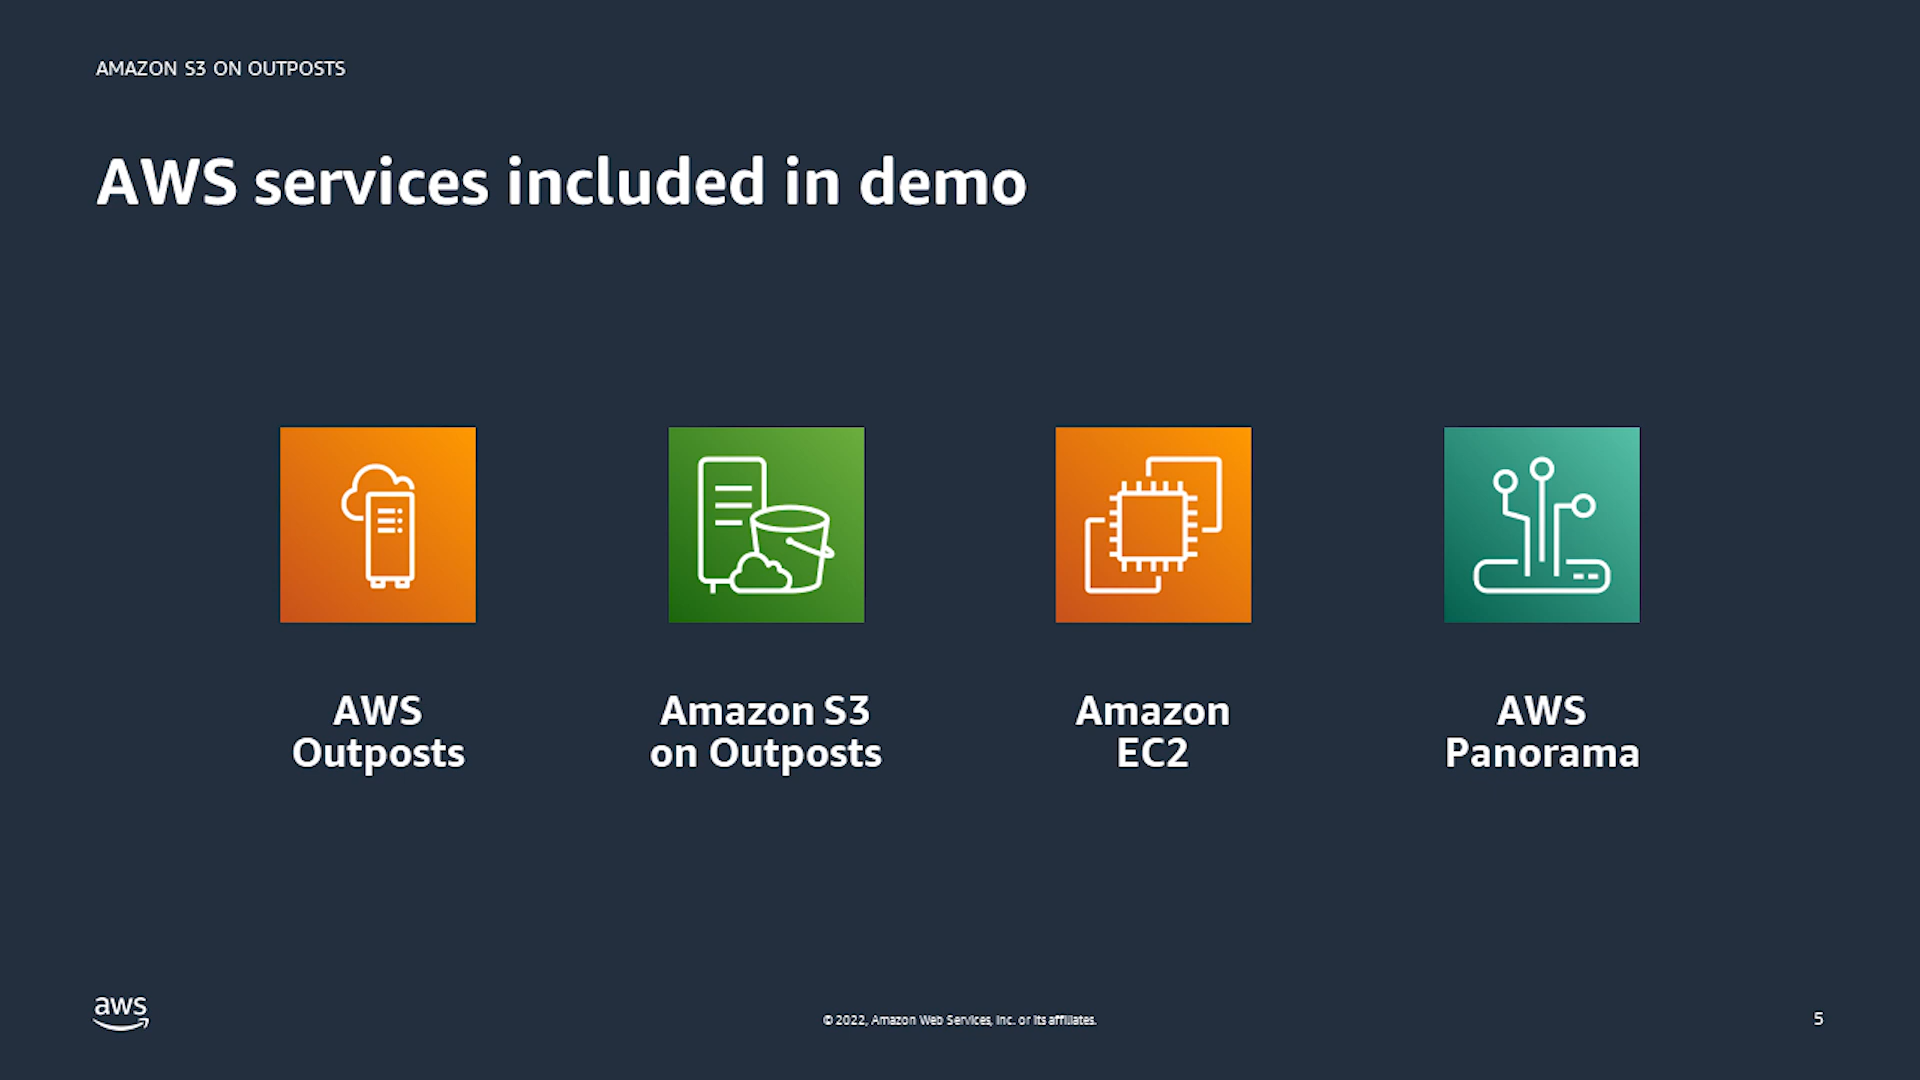 AMAZON S3 ON OUTPOSTS
AWS services included in demo
AWS
Outposts
Amazon S3
on Outposts
Amazon
EC2
AWS
Panorama
aws
© 2022, Amazon Web Services, Inc. or its affiliates.
5